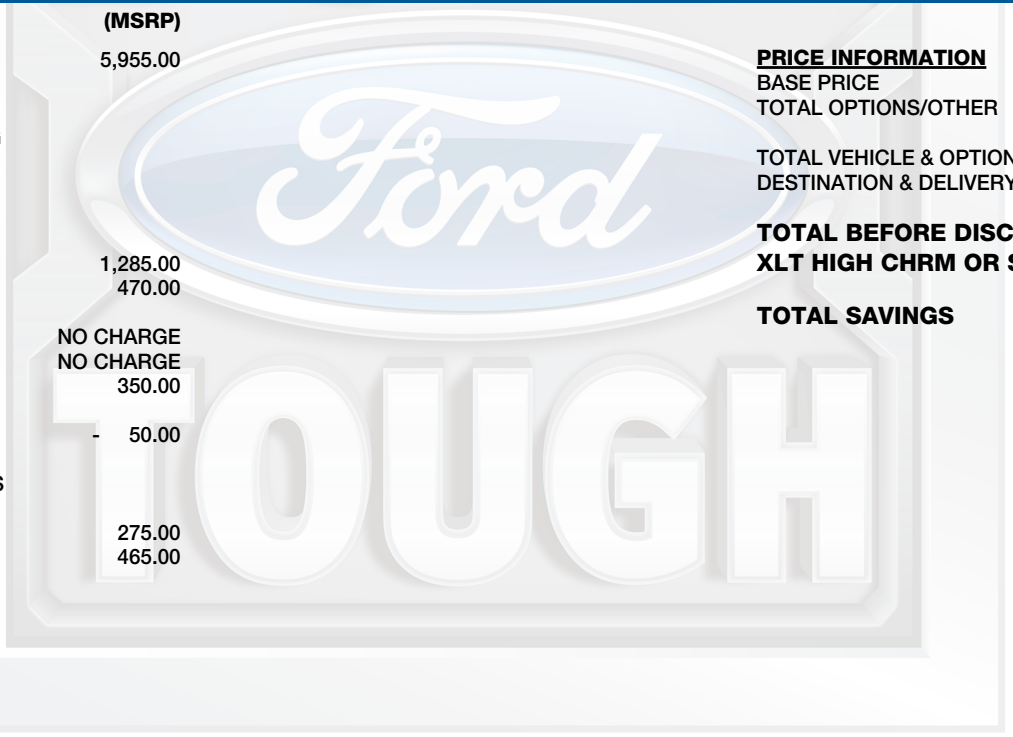 (MSRP)
5,955.00
1,285.00
470.00
NO CHARGE
NO CHARGE
350.00
- 50.00
S
275.00
465.00
PRICE INFORMATION
BASE PRICE
TOTAL OPTIONS/OTHER
TOTAL VEHICLE & OPTION
DESTINATION & DELIVERY
TOTAL BEFORE DISC
XLT HIGH CHRM OR S
TOTAL SAVINGS
Ford
TOUGH